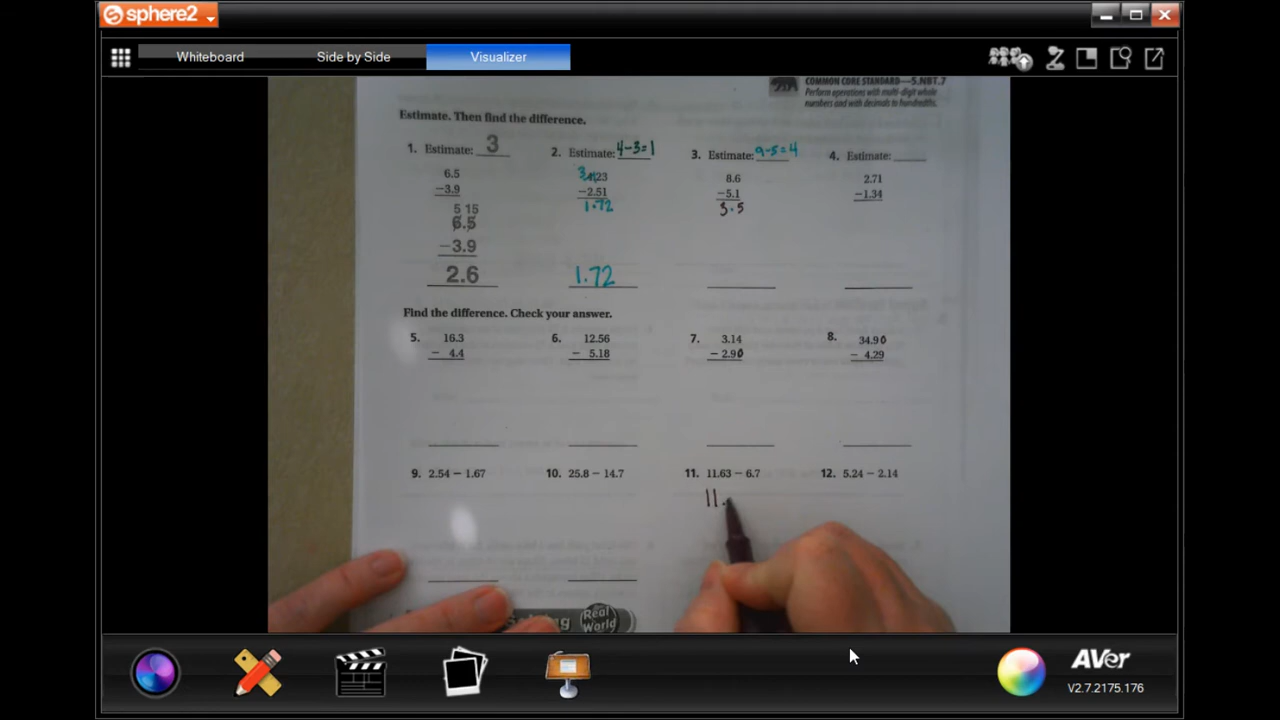 sphere2
Whiteboard Side by Side Visualizer
COMMON CORE STANDARD—5.NBT.7
Perform operations with multi-digit whole
numbers and with decimals to hundredths.
Estimate. Then find the difference.
1. Estimate: 3
6.5
−3.9
5 15
6.5
−3.9
2.6
2. Estimate: 4-3=1
23
−2.51
1.72
1.72
3. Estimate: 9-5=4
8.6
−5.1
3.5
4. Estimate:
2.71
−1.34
Find the difference. Check your answer.
5. 16.3
− 4.4
6. 12.56
− 5.18
7. 3.14
− 2.90
8. 34.90
− 4.29
9. 2.54 − 1.67
10. 25.8 − 14.7
11. 11.63 − 6.7
11.
12. 5.24 − 2.14
Real
World
AVer
V2.7.2175.176